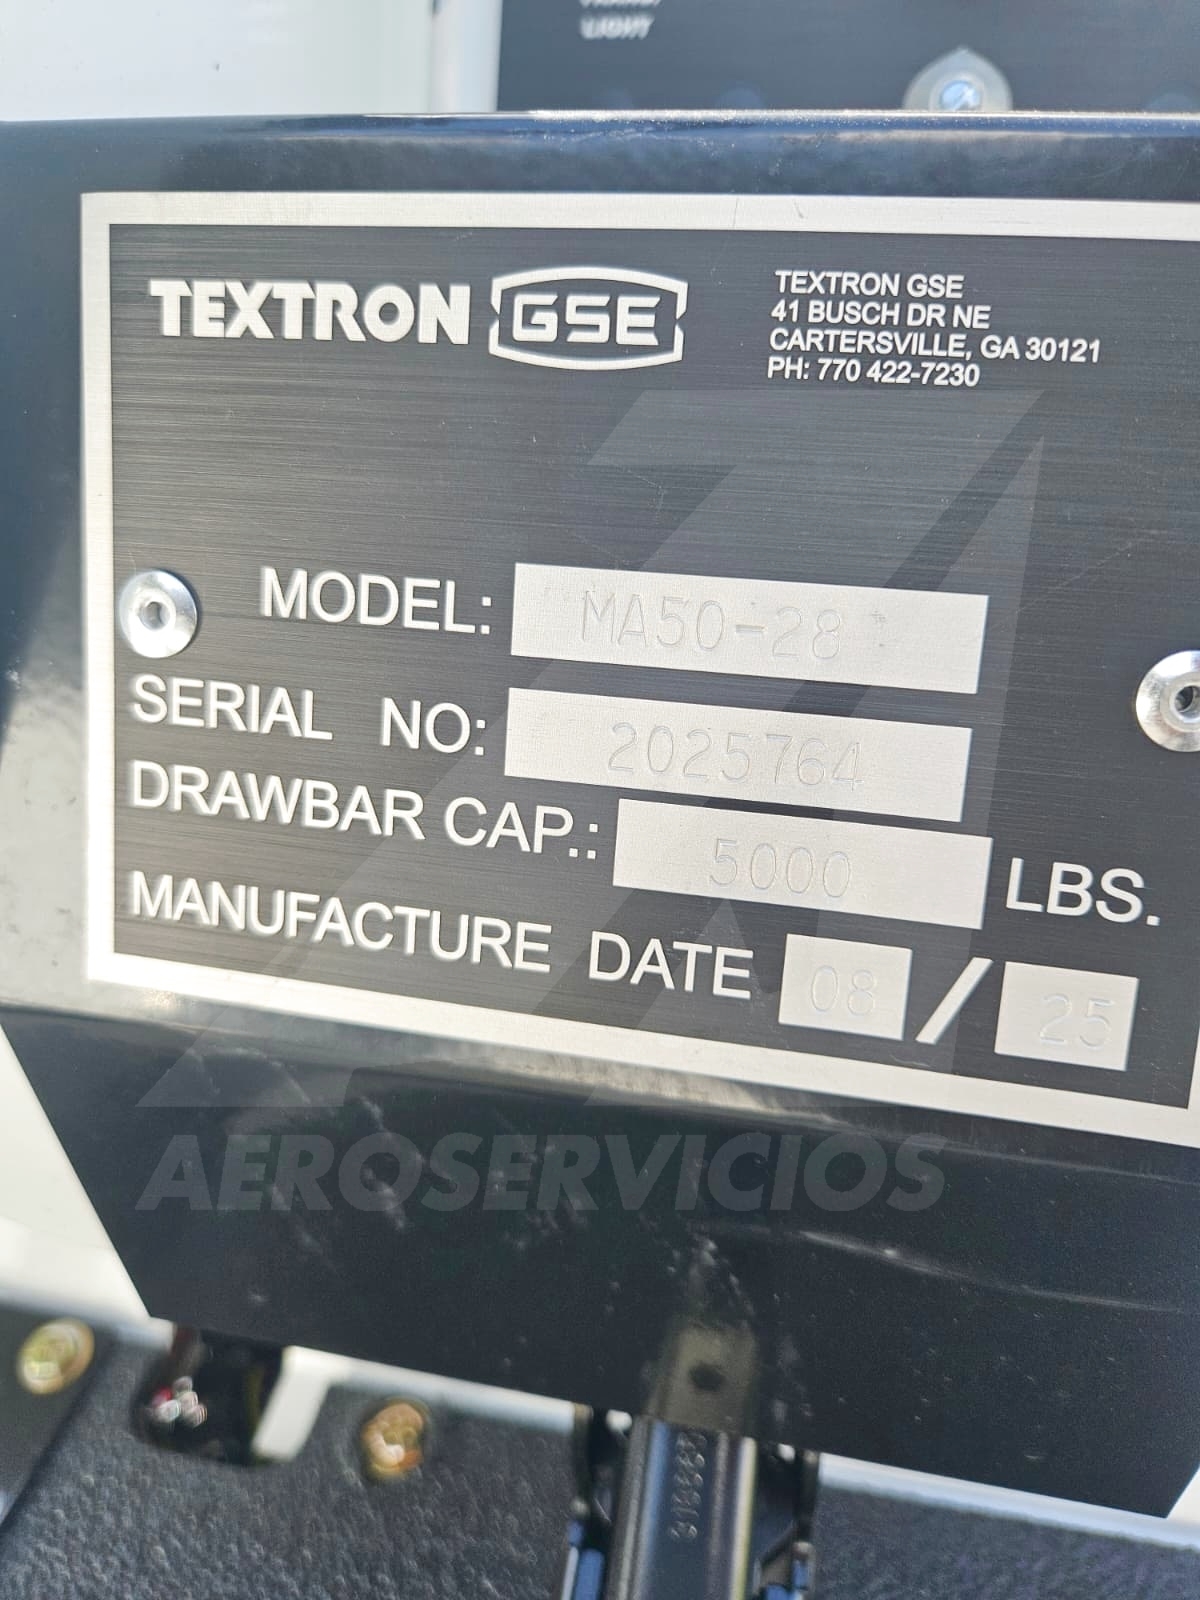 LIGHT
TEXTRON GSE
TEXTRON GSE
41 BUSCH DR NE
CARTERSVILLE, GA 30121
PH: 770 422-7230
MODEL: MA50-28
SERIAL NO: 2025764
DRAWBAR CAP.: 5000 LBS.
MANUFACTURE DATE 08 / 25
AEROSERVICIOS